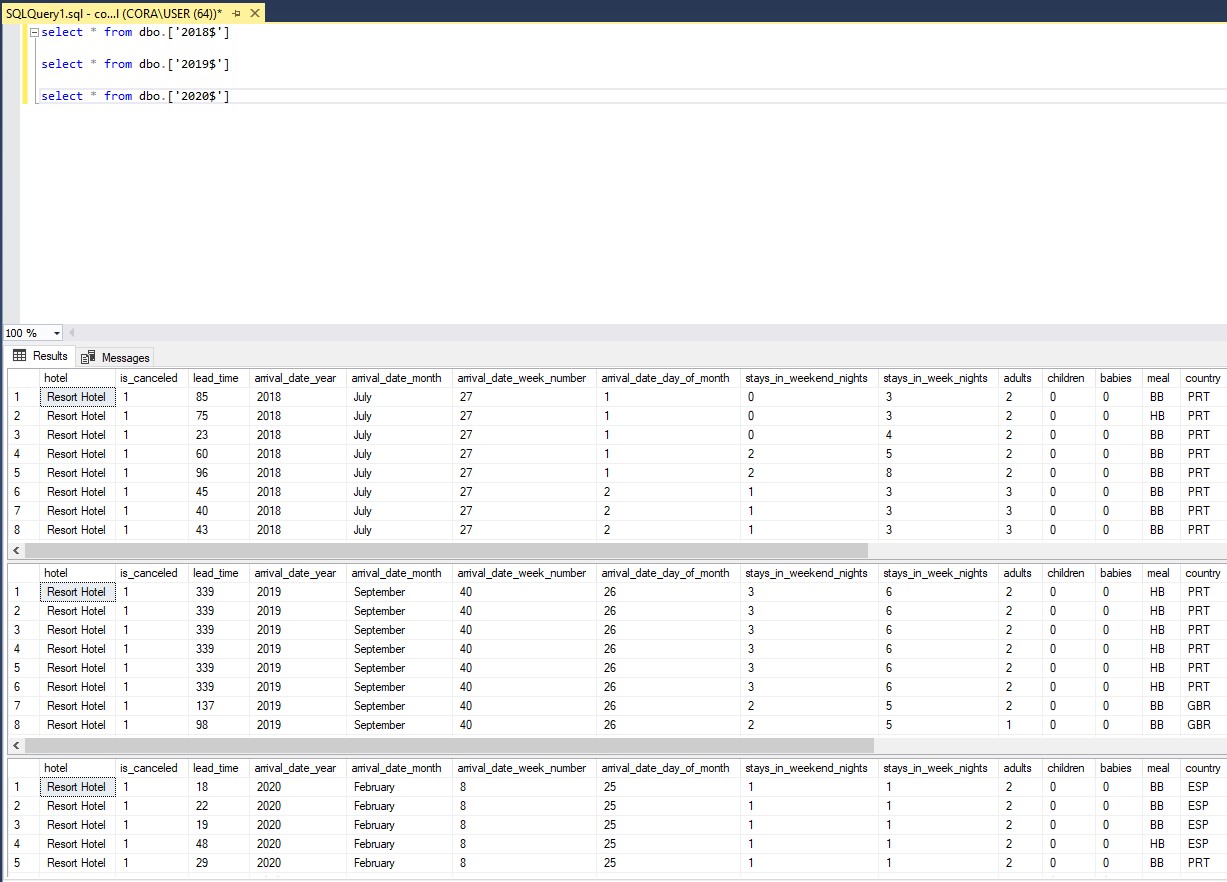 SQLQuery1.sql - co...l (CORA\USER (64))*
select * from dbo.['2018$']
select * from dbo.['2019$']
select * from dbo.['2020$']
100 %
Results Messages
hotel is_canceled lead_time arrival_date_year arrival_date_month arrival_date_week_number arrival_date_day_of_month stays_in_weekend_nights stays_in_week_nights adults children babies meal country
1 Resort Hotel 1 85 2018 July 27 1 0 3 2 0 0 BB PRT
2 Resort Hotel 1 75 2018 July 27 1 0 3 2 0 0 HB PRT
3 Resort Hotel 1 23 2018 July 27 1 0 4 2 0 0 BB PRT
4 Resort Hotel 1 60 2018 July 27 1 2 5 2 0 0 BB PRT
5 Resort Hotel 1 96 2018 July 27 1 2 8 2 0 0 BB PRT
6 Resort Hotel 1 45 2018 July 27 2 1 3 3 0 0 BB PRT
7 Resort Hotel 1 40 2018 July 27 2 1 3 3 0 0 BB PRT
8 Resort Hotel 1 43 2018 July 27 2 1 3 3 0 0 BB PRT
hotel is_canceled lead_time arrival_date_year arrival_date_month arrival_date_week_number arrival_date_day_of_month stays_in_weekend_nights stays_in_week_nights adults children babies meal country
1 Resort Hotel 1 339 2019 September 40 26 3 6 2 0 0 HB PRT
2 Resort Hotel 1 339 2019 September 40 26 3 6 2 0 0 HB PRT
3 Resort Hotel 1 339 2019 September 40 26 3 6 2 0 0 HB PRT
4 Resort Hotel 1 339 2019 September 40 26 3 6 2 0 0 HB PRT
5 Resort Hotel 1 339 2019 September 40 26 3 6 2 0 0 HB PRT
6 Resort Hotel 1 339 2019 September 40 26 3 6 2 0 0 HB PRT
7 Resort Hotel 1 137 2019 September 40 26 2 5 2 0 0 BB GBR
8 Resort Hotel 1 98 2019 September 40 26 2 5 1 0 0 BB GBR
hotel is_canceled lead_time arrival_date_year arrival_date_month arrival_date_week_number arrival_date_day_of_month stays_in_weekend_nights stays_in_week_nights adults children babies meal country
1 Resort Hotel 1 18 2020 February 8 25 1 1 2 0 0 BB ESP
2 Resort Hotel 1 22 2020 February 8 25 1 1 2 0 0 BB ESP
3 Resort Hotel 1 19 2020 February 8 25 1 1 2 0 0 BB ESP
4 Resort Hotel 1 48 2020 February 8 25 1 1 2 0 0 HB ESP
5 Resort Hotel 1 29 2020 February 8 25 1 1 2 0 0 BB PRT